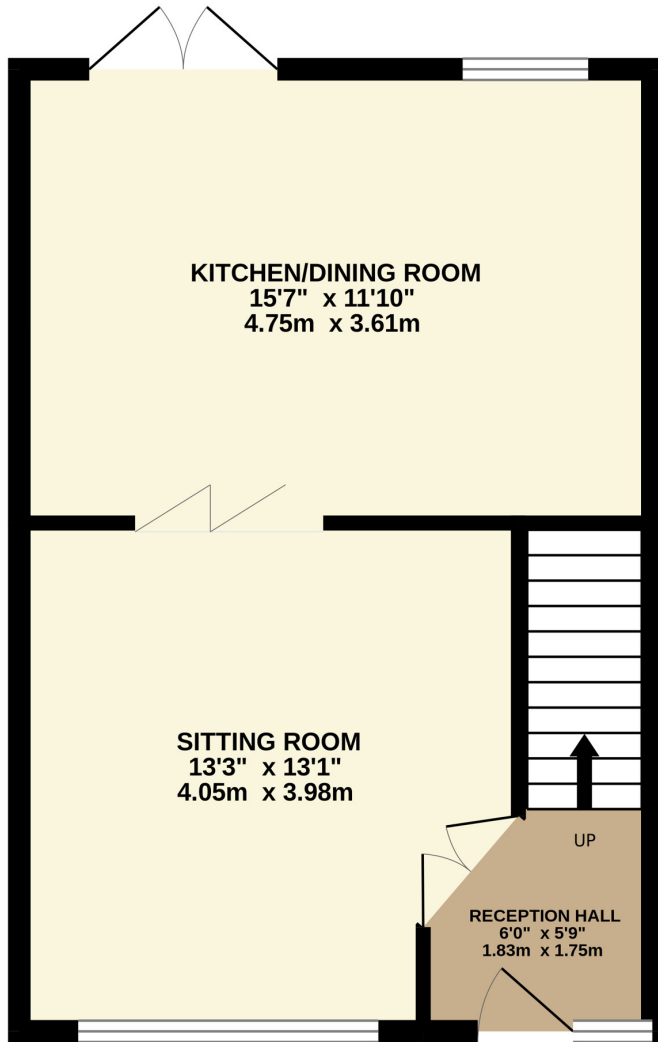 KITCHEN/DINING ROOM
15'7" x 11'10"
4.75m x 3.61m
SITTING ROOM
13'3" x 13'1"
4.05m x 3.98m
UP
RECEPTION HALL
6'0" x 5'9"
1.83m x 1.75m